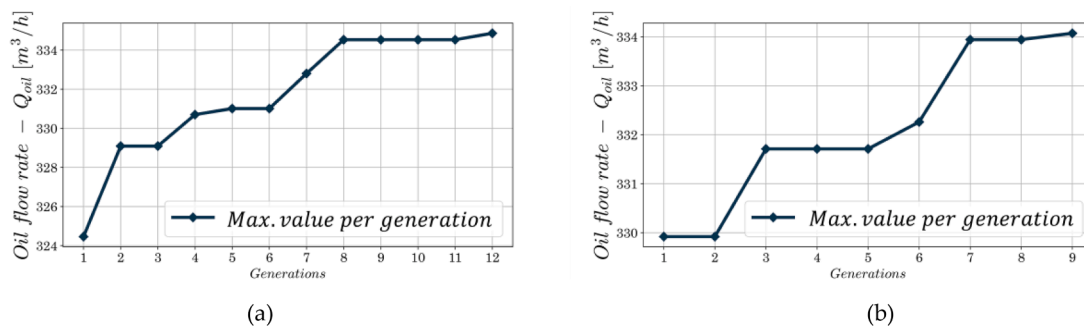 Oil flow rate − Q_oil [m³/h]
334
332
330
328
326
324
Max.value per generation
1 2 3 4 5 6 7 8 9 10 11 12
Generations
(a)
Oil flow rate − Q_oil [m³/h]
334
333
332
331
330
Max.value per generation
1 2 3 4 5 6 7 8 9
Generations
(b)